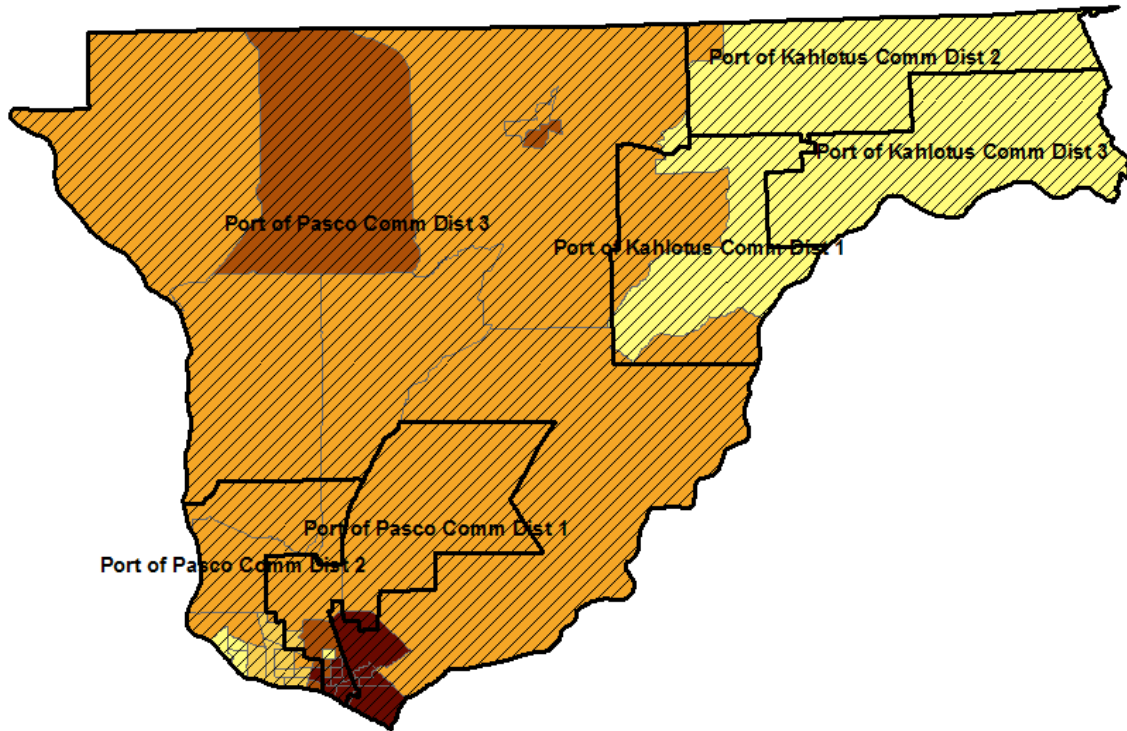 Port of Kahlotus Comm Dist 2
Port of Kahlotus Comm Dist 3
Port of Pasco Comm Dist 3
Port of Kahlotus Comm Dist 1
Port of Pasco Comm Dist 1
Port of Pasco Comm Dist 2